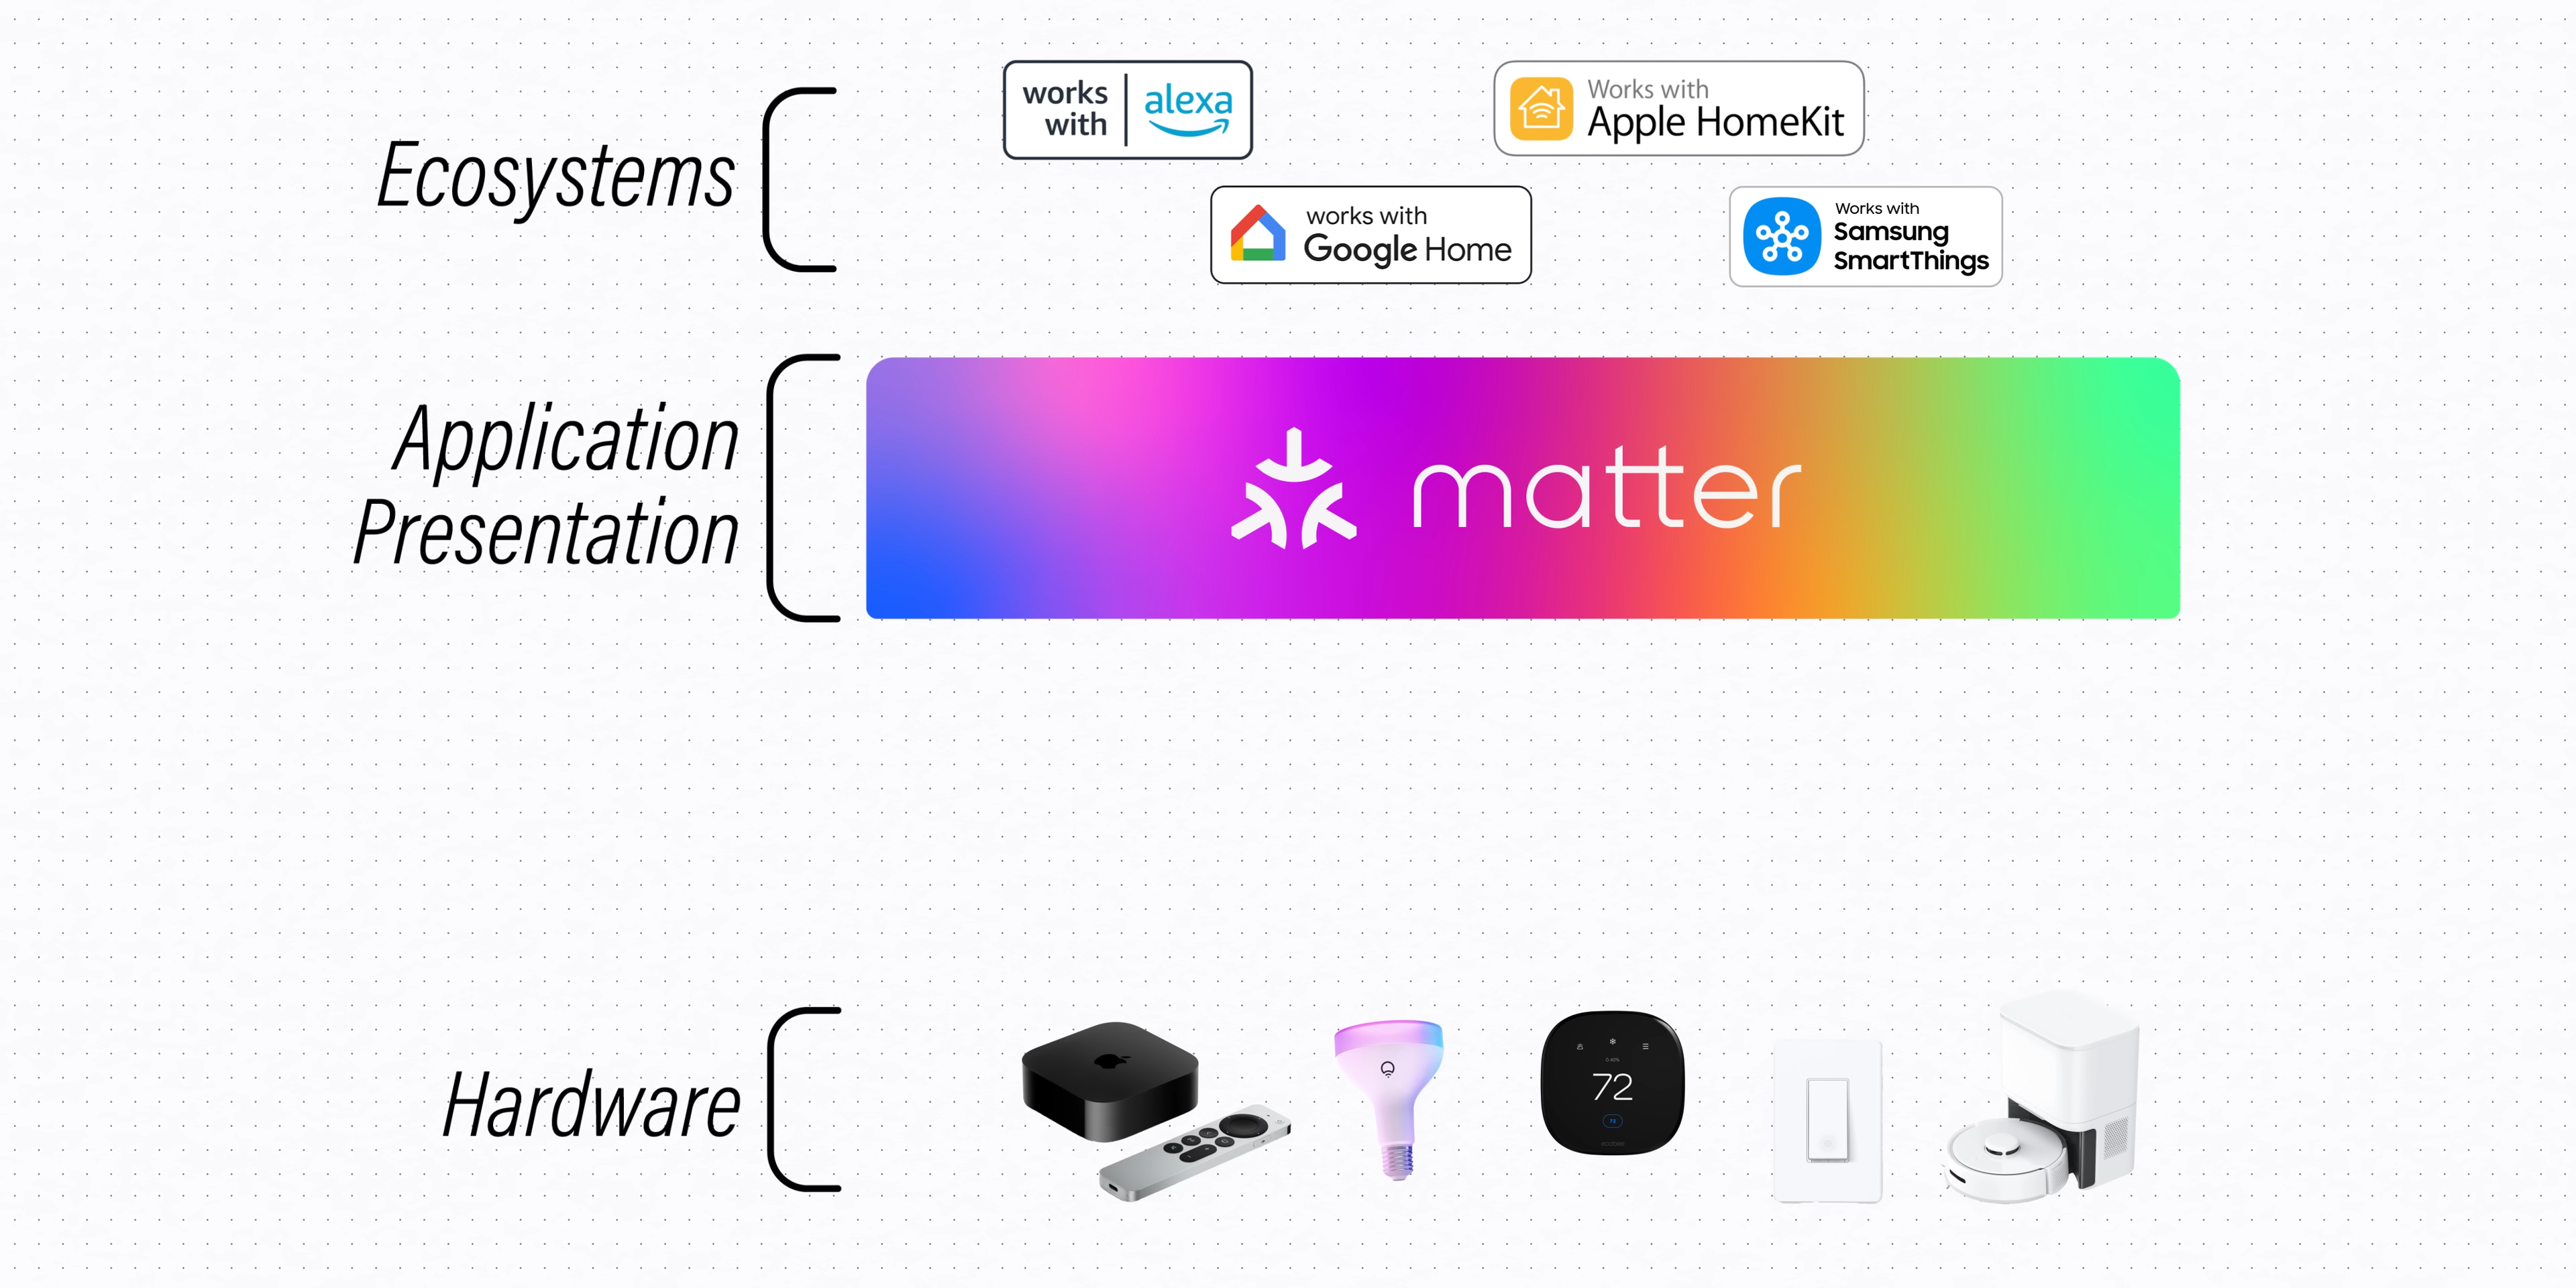 Ecosystems
works with
alexa
Works with
Apple HomeKit
works with
Google Home
Works with
Samsung
SmartThings
Application
Presentation
matter
Hardware
72